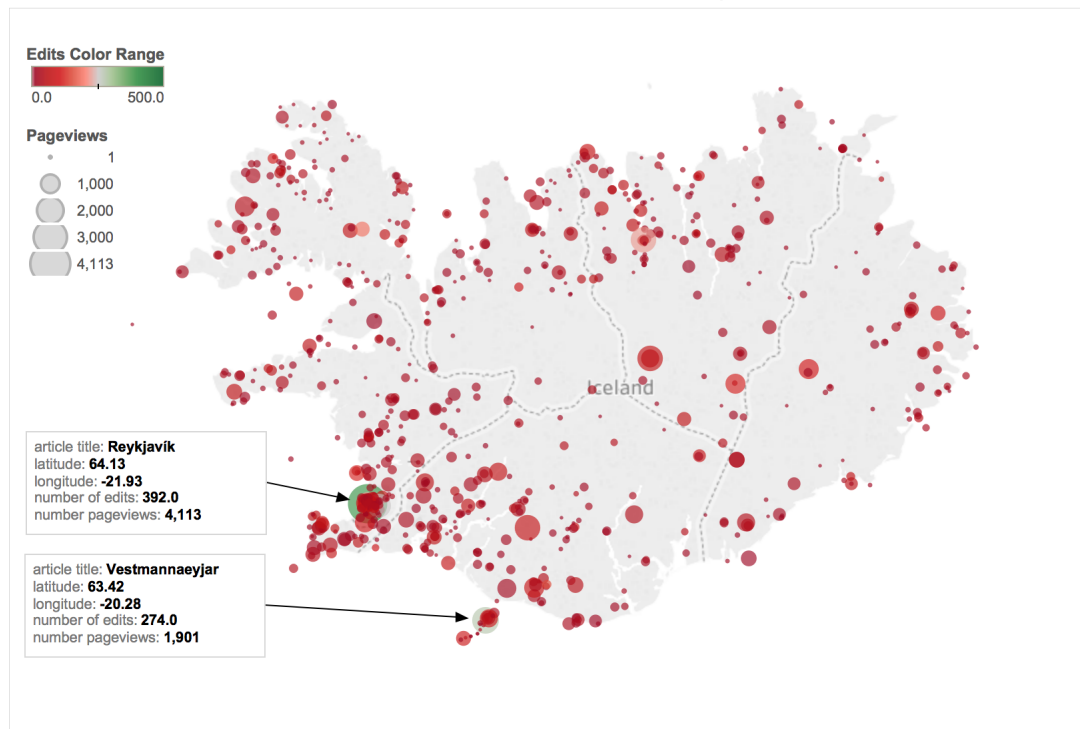 Edits Color Range
0.0 500.0
Pageviews
1
1,000
2,000
3,000
4,113
Iceland
article title: Reykjavík
latitude: 64.13
longitude: -21.93
number of edits: 392.0
number pageviews: 4,113
article title: Vestmannaeyjar
latitude: 63.42
longitude: -20.28
number of edits: 274.0
number pageviews: 1,901